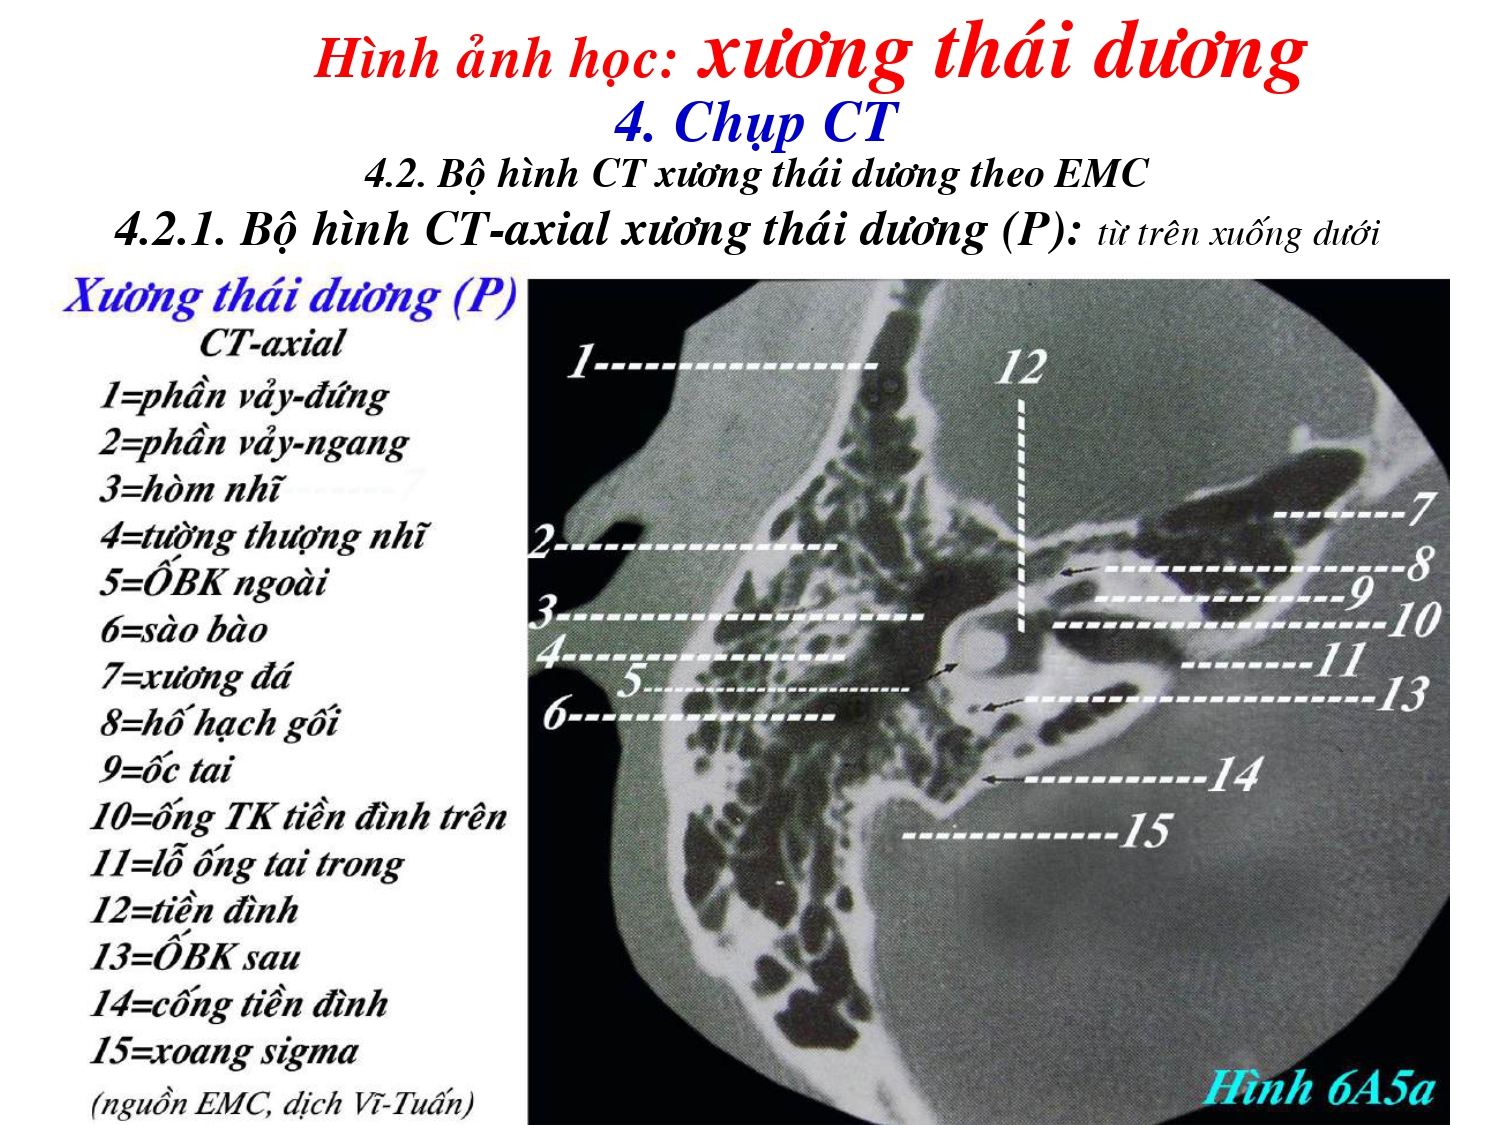 Hình ảnh học: xương thái dương
4. Chụp CT
4.2. Bộ hình CT xương thái dương theo EMC
4.2.1. Bộ hình CT-axial xương thái dương (P): từ trên xuống dưới
Xương thái dương (P)
CT-axial
1=phần vảy-đứng
2=phần vảy-ngang
3=hòm nhĩ
4=tường thượng nhĩ
5=ỐBK ngoài
6=sào bào
7=xương đá
8=hố hạch gối
9=ốc tai
10=ống TK tiền đình trên
11=lỗ ống tai trong
12=tiền đình
13=ỐBK sau
14=cống tiền đình
15=xoang sigma
(nguồn EMC, dịch Vĩ-Tuấn)
1
12
2
7
8
3
9
10
4
11
5
13
6
14
15
Hình 6A5a